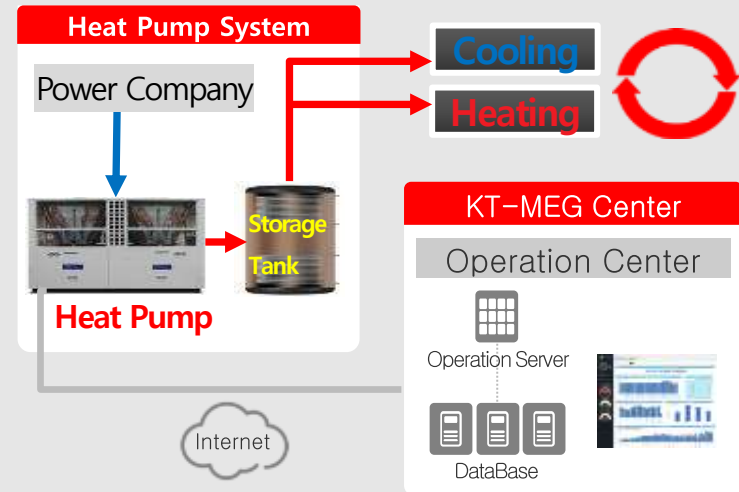 Heat Pump System
Power Company
Storage
Tank
Heat Pump
Cooling
Heating
KT-MEG Center
Operation Center
Operation Server
DataBase
Internet